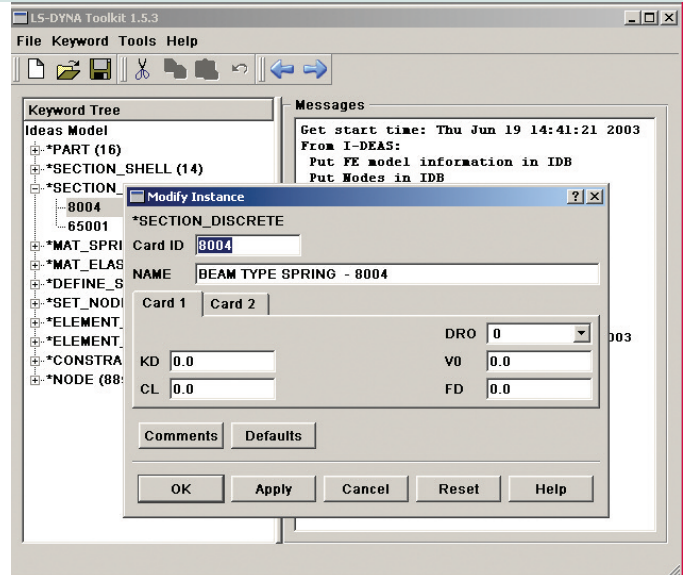 LS-DYNA Toolkit 1.5.3
File Keyword Tools Help
Keyword Tree
Ideas Model
*PART (16)
*SECTION_SHELL (14)
*SECTION_
8004
65001
*MAT_SPRI
*MAT_ELAS
*DEFINE_S
*SET_NODE
*ELEMENT_
*ELEMENT_
*CONSTRA
*NODE (88
Messages
Get start time: Thu Jun 19 14:41:21 2003
From I-DEAS:
Put FE model information in IDB
Put Nodes in IDB
003
Modify Instance
*SECTION_DISCRETE
Card ID 8004
NAME BEAM TYPE SPRING - 8004
Card 1 Card 2
DRO 0
KD 0.0 V0 0.0
CL 0.0 FD 0.0
Comments Defaults
OK Apply Cancel Reset Help